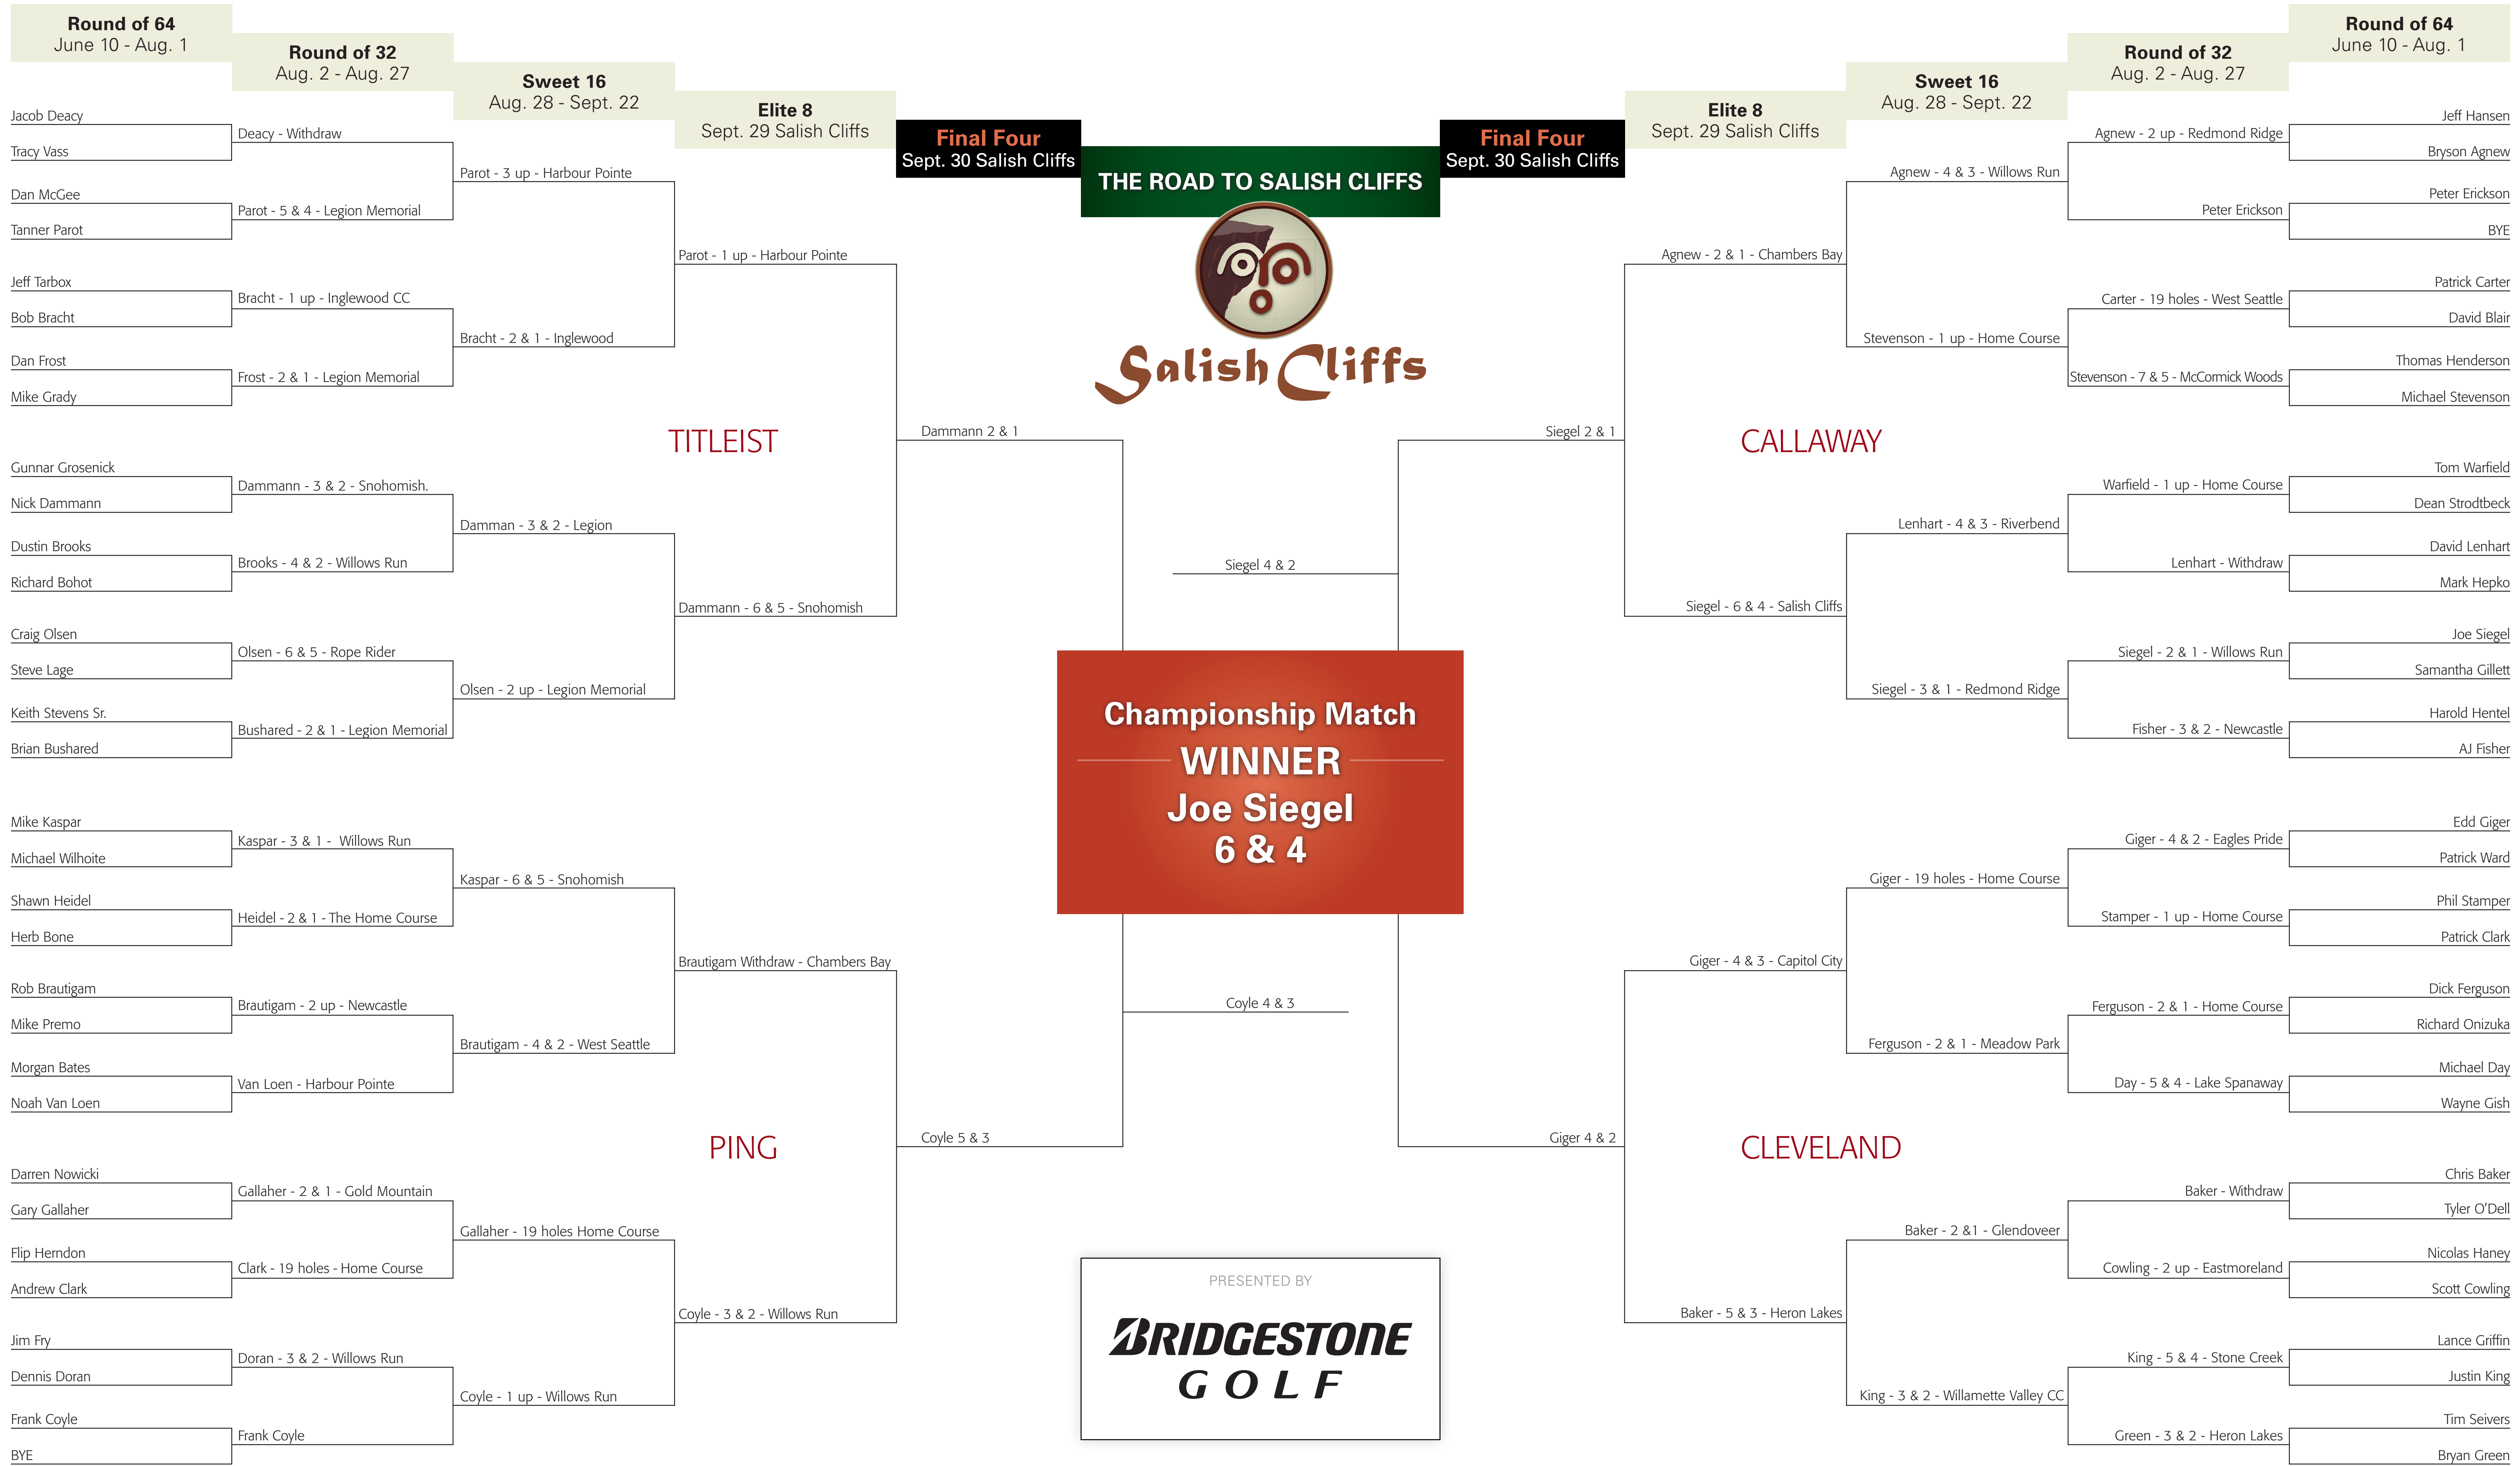 Round of 64
June 10 - Aug. 1
Round of 32
Aug. 2 - Aug. 27
Sweet 16
Aug. 28 - Sept. 22
Elite 8
Sept. 29 Salish Cliffs
Final Four
Sept. 30 Salish Cliffs
THE ROAD TO SALISH CLIFFS
Salish Cliffs
Final Four
Sept. 30 Salish Cliffs
Elite 8
Sept. 29 Salish Cliffs
Sweet 16
Aug. 28 - Sept. 22
Round of 32
Aug. 2 - Aug. 27
Round of 64
June 10 - Aug. 1
Jacob Deacy
Tracy Vass
Dan McGee
Tanner Parot
Jeff Tarbox
Bob Bracht
Dan Frost
Mike Grady
Gunnar Grosenick
Nick Dammann
Dustin Brooks
Richard Bohot
Craig Olsen
Steve Lage
Keith Stevens Sr.
Brian Bushared
Mike Kaspar
Michael Wilhoite
Shawn Heidel
Herb Bone
Rob Brautigam
Mike Premo
Morgan Bates
Noah Van Loen
Darren Nowicki
Gary Gallaher
Flip Herndon
Andrew Clark
Jim Fry
Dennis Doran
Frank Coyle
BYE
Deacy - Withdraw
Parot - 5 & 4 - Legion Memorial
Bracht - 1 up - Inglewood CC
Frost - 2 & 1 - Legion Memorial
Dammann - 3 & 2 - Snohomish.
Brooks - 4 & 2 - Willows Run
Olsen - 6 & 5 - Rope Rider
Bushared - 2 & 1 - Legion Memorial
Kaspar - 3 & 1 - Willows Run
Heidel - 2 & 1 - The Home Course
Brautigam - 2 up - Newcastle
Van Loen - Harbour Pointe
Gallaher - 2 & 1 - Gold Mountain
Clark - 19 holes - Home Course
Doran - 3 & 2 - Willows Run
Frank Coyle
Parot - 3 up - Harbour Pointe
Bracht - 2 & 1 - Inglewood
Damman - 3 & 2 - Legion
Olsen - 2 up - Legion Memorial
Kaspar - 6 & 5 - Snohomish
Brautigam - 4 & 2 - West Seattle
Gallaher - 19 holes Home Course
Coyle - 1 up - Willows Run
Parot - 1 up - Harbour Pointe
TITLEIST
Dammann - 6 & 5 - Snohomish
Brautigam Withdraw - Chambers Bay
PING
Coyle - 3 & 2 - Willows Run
Dammann 2 & 1
Coyle 5 & 3
Siegel 4 & 2
Championship Match
WINNER
Joe Siegel
6 & 4
Coyle 4 & 3
PRESENTED BY
BRIDGESTONE
GOLF
Siegel 2 & 1
Giger 4 & 2
Agnew - 2 & 1 - Chambers Bay
CALLAWAY
Siegel - 6 & 4 - Salish Cliffs
Giger - 4 & 3 - Capitol City
CLEVELAND
Baker - 5 & 3 - Heron Lakes
Agnew - 4 & 3 - Willows Run
Stevenson - 1 up - Home Course
Lenhart - 4 & 3 - Riverbend
Siegel - 3 & 1 - Redmond Ridge
Giger - 19 holes - Home Course
Ferguson - 2 & 1 - Meadow Park
Baker - 2 &1 - Glendoveer
King - 3 & 2 - Willamette Valley CC
Agnew - 2 up - Redmond Ridge
Peter Erickson
Carter - 19 holes - West Seattle
Stevenson - 7 & 5 - McCormick Woods
Warfield - 1 up - Home Course
Lenhart - Withdraw
Siegel - 2 & 1 - Willows Run
Fisher - 3 & 2 - Newcastle
Giger - 4 & 2 - Eagles Pride
Stamper - 1 up - Home Course
Ferguson - 2 & 1 - Home Course
Day - 5 & 4 - Lake Spanaway
Baker - Withdraw
Cowling - 2 up - Eastmoreland
King - 5 & 4 - Stone Creek
Green - 3 & 2 - Heron Lakes
Jeff Hansen
Bryson Agnew
Peter Erickson
BYE
Patrick Carter
David Blair
Thomas Henderson
Michael Stevenson
Tom Warfield
Dean Strodtbeck
David Lenhart
Mark Hepko
Joe Siegel
Samantha Gillett
Harold Hentel
AJ Fisher
Edd Giger
Patrick Ward
Phil Stamper
Patrick Clark
Dick Ferguson
Richard Onizuka
Michael Day
Wayne Gish
Chris Baker
Tyler O’Dell
Nicolas Haney
Scott Cowling
Lance Griffin
Justin King
Tim Seivers
Bryan Green